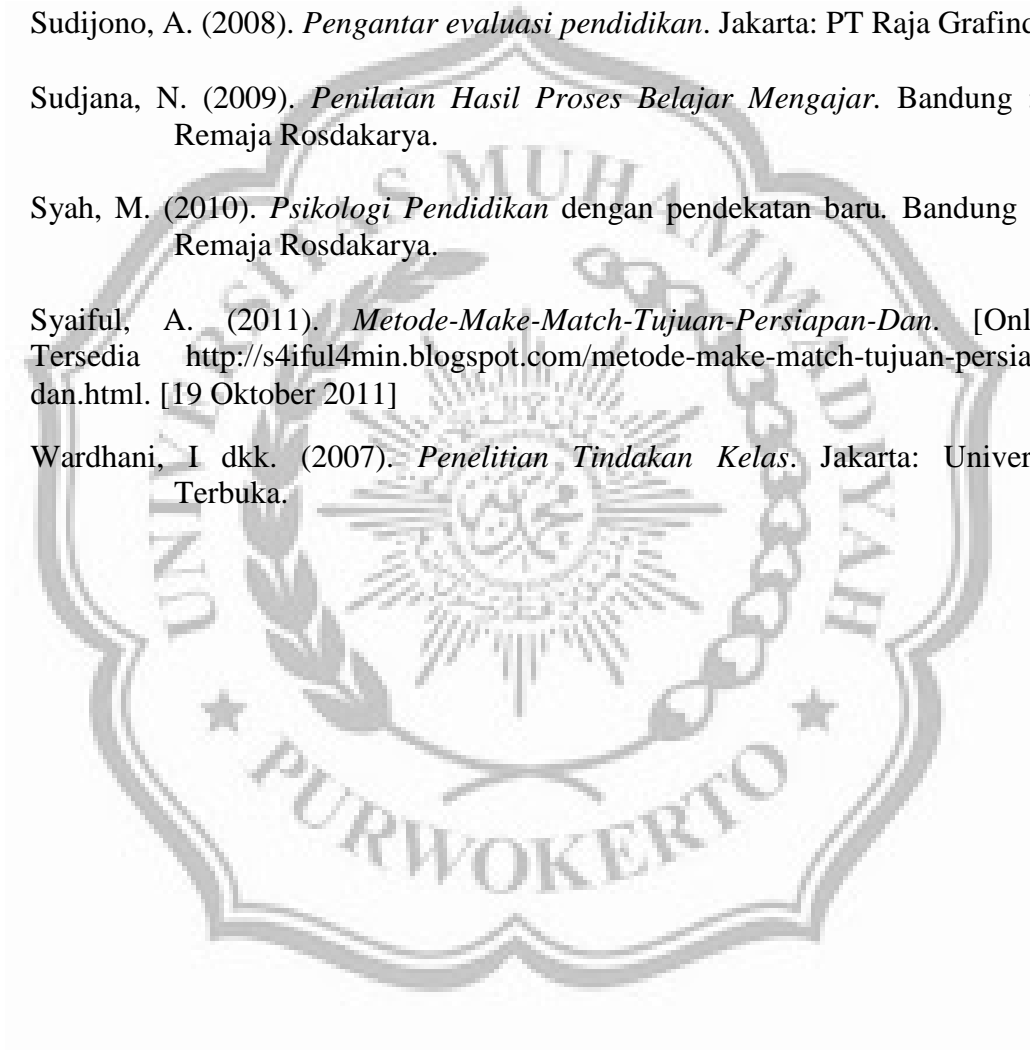 Sudijono, A. (2008). Pengantar evaluasi pendidikan. Jakarta: PT Raja Grafind
Sudjana, N. (2009). Penilaian Hasil Proses Belajar Mengajar. Bandung
Remaja Rosdakarya.
Syah, M. (2010). Psikologi Pendidikan dengan pendekatan baru. Bandung
Remaja Rosdakarya.
Syaiful, A. (2011). Metode-Make-Match-Tujuan-Persiapan-Dan. [Onl
Tersedia http://s4iful4min.blogspot.com/metode-make-match-tujuan-persia
dan.html. [19 Oktober 2011]
Wardhani, I dkk. (2007). Penelitian Tindakan Kelas. Jakarta: Univer
Terbuka.
UNIVERSITAS MUHAMMADIYAH
PURWOKERTO